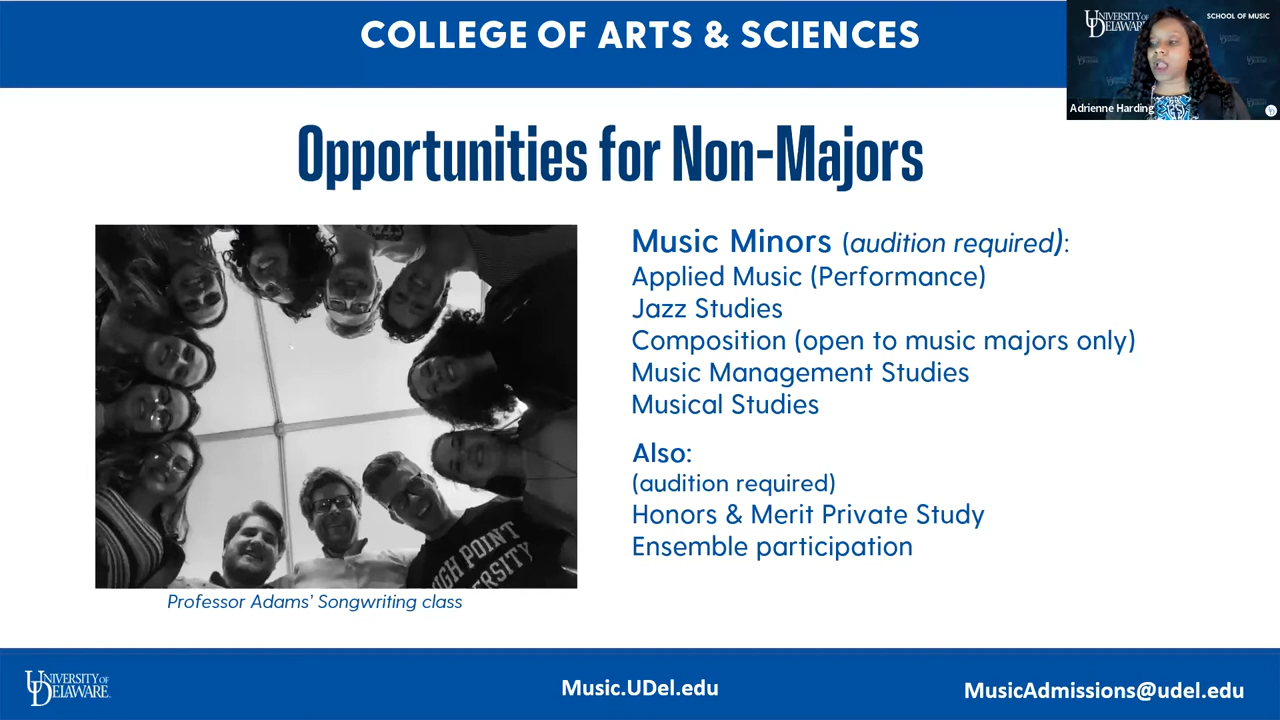 COLLEGE OF ARTS & SCIENCES
UNIVERSITY OF
DELAWARE
SCHOOL OF MUSIC
Adrienne Harding
Opportunities for Non-Majors
Music Minors (audition required):
Applied Music (Performance)
Jazz Studies
Composition (open to music majors only)
Music Management Studies
Musical Studies
Also:
(audition required)
Honors & Merit Private Study
Ensemble participation
GH POINT
ERSITY
Professor Adams' Songwriting class
UNIVERSITY OF
DELAWARE
Music.UDel.edu
MusicAdmissions@udel.edu